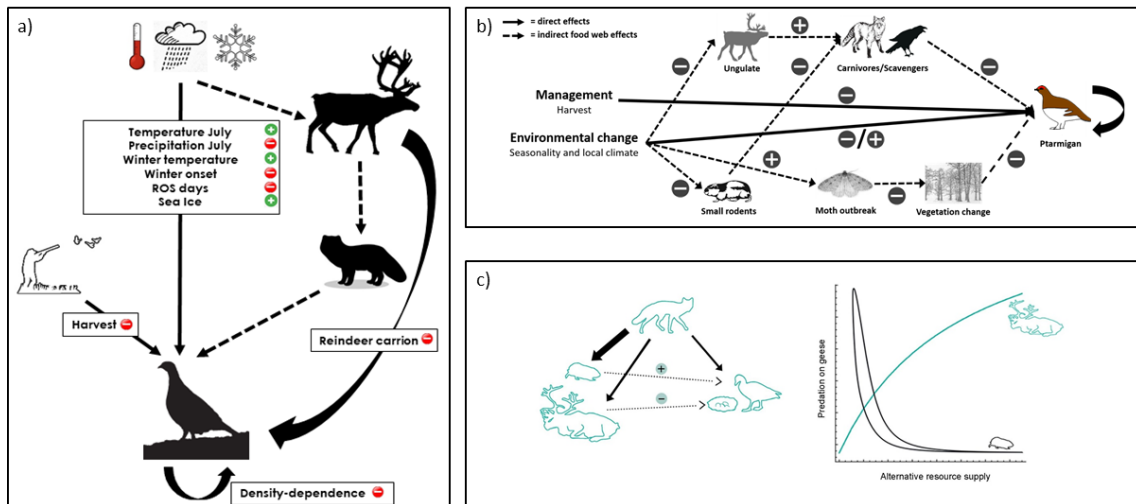 a)
Temperature July
Precipitation July
Winter temperature
Winter onset
ROS days
Sea Ice
Harvest
Reindeer carrion
Density-dependence
b)
= direct effects
= indirect food web effects
Ungulate
Carnivores/Scavengers
Management
Harvest
Environmental change
Seasonality and local climate
−/+
Ptarmigan
Small rodents
Moth outbreak
Vegetation change
c)
Predation on geese
Alternative resource supply